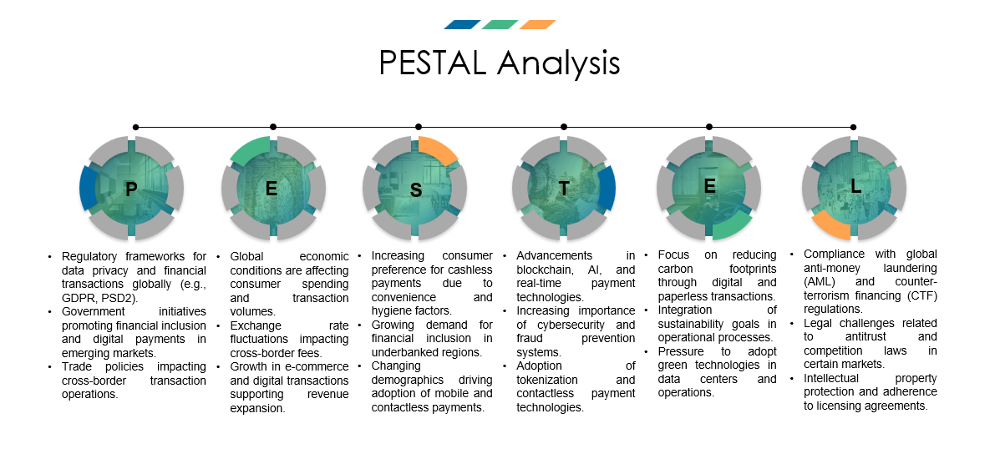 PESTAL Analysis
P
E
S
T
E
L
• Regulatory frameworks for
data privacy and financial
transactions globally (e.g.,
GDPR, PSD2).
• Government initiatives
promoting financial inclusion
and digital payments in
emerging markets.
• Trade policies impacting
cross-border transaction
operations.
• Global economic
conditions are affecting
consumer spending
and transaction
volumes.
• Exchange rate
fluctuations impacting
cross-border fees.
• Growth in e-commerce
and digital transactions
supporting revenue
expansion.
• Increasing consumer
preference for cashless
payments due to
convenience and
hygiene factors.
• Growing demand for
financial inclusion in
underbanked regions.
• Changing
demographics driving
adoption of mobile and
contactless payments.
• Advancements in
blockchain, AI, and
real-time payment
technologies.
• Increasing importance
of cybersecurity and
fraud prevention
systems.
• Adoption of
tokenization and
contactless payment
technologies.
• Focus on reducing
carbon footprints
through digital and
paperless transactions.
• Integration of
sustainability goals in
operational processes.
• Pressure to adopt
green technologies in
data centers and
operations.
• Compliance with global
anti-money laundering
(AML) and counter-
terrorism financing (CTF)
regulations.
• Legal challenges related
to antitrust and
competition laws in
certain markets.
• Intellectual property
protection and adherence
to licensing agreements.